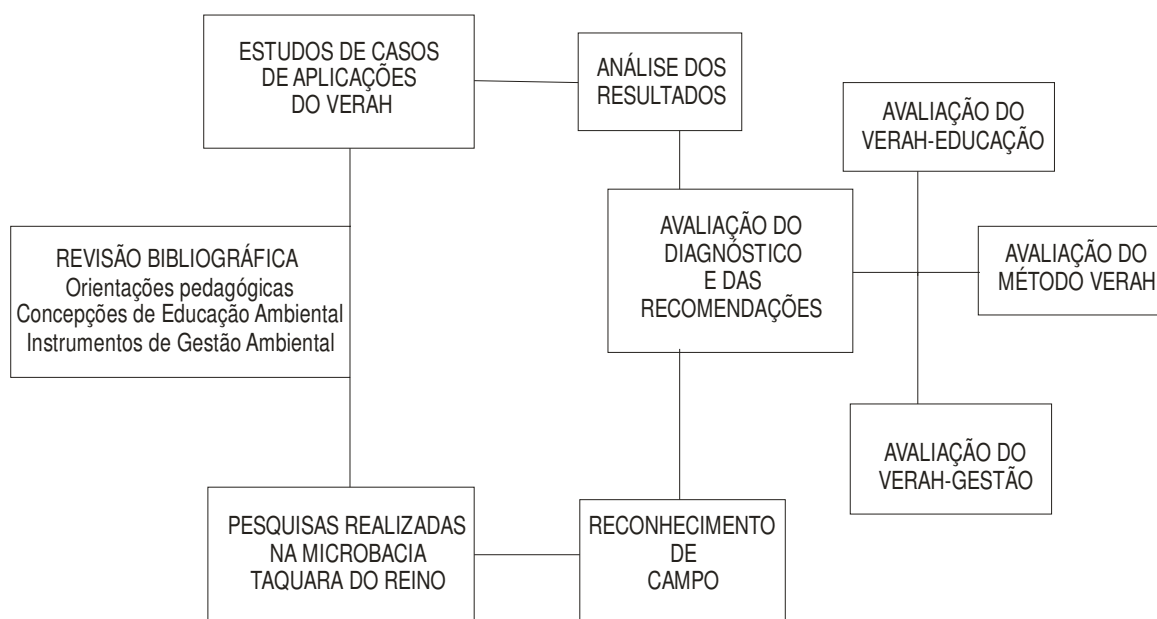 ESTUDOS DE CASOS
DE APLICAÇÕES
DO VERAH
ANÁLISE DOS
RESULTADOS
AVALIAÇÃO DO
VERAH-EDUCAÇÃO
REVISÃO BIBLIOGRÁFICA
Orientações pedagógicas
Concepções de Educação Ambiental
Instrumentos de Gestão Ambiental
AVALIAÇÃO DO
DIAGNÓSTICO
E DAS
RECOMENDAÇÕES
AVALIAÇÃO DO
MÉTODO VERAH
AVALIAÇÃO DO
VERAH-GESTÃO
PESQUISAS REALIZADAS
NA MICROBACIA
TAQUARA DO REINO
RECONHECIMENTO
DE
CAMPO